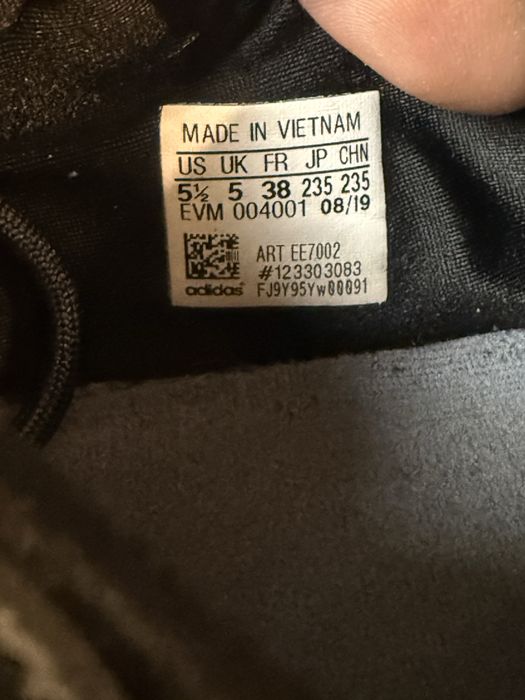 MADE IN VIETNAM
US UK FR JP CHN
5½ 5 38 235 235
EVM 004001 08/19
ART EE7002
#123303083
adidas® FJ9Y95Yw00091